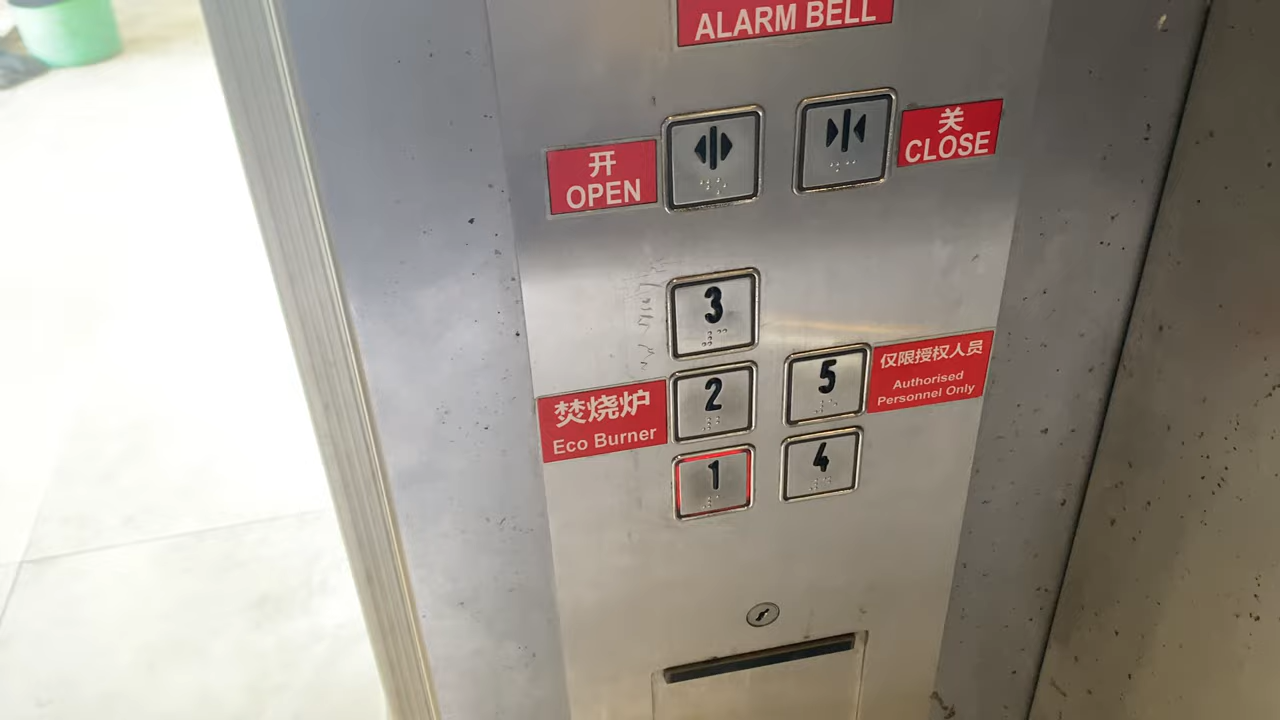 ALARM BELL
开
OPEN
关
CLOSE
3
仅限授权人员
Authorised
Personnel Only
5
焚烧炉
Eco Burner
2
1
4